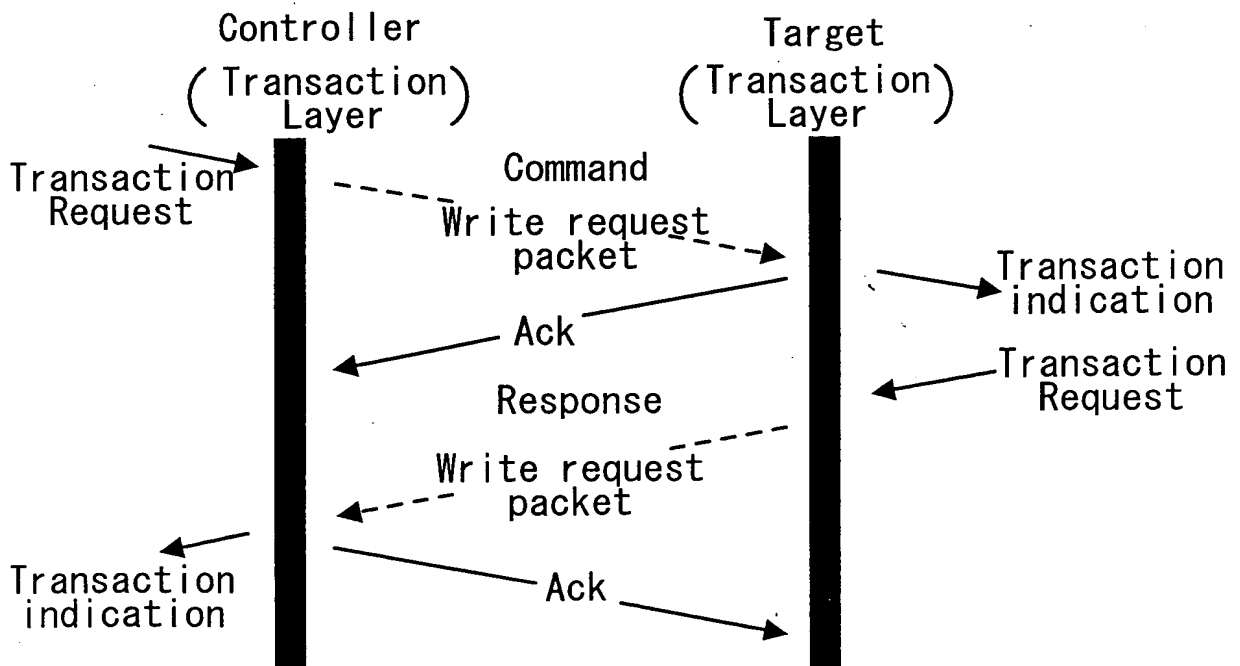 Controller
Target
(Transaction Layer)
(Transaction Layer)
Transaction
Request
Command
Write request
packet
Transaction
indication
Ack
Transaction
Request
Response
Write request
packet
Transaction
indication
Ack